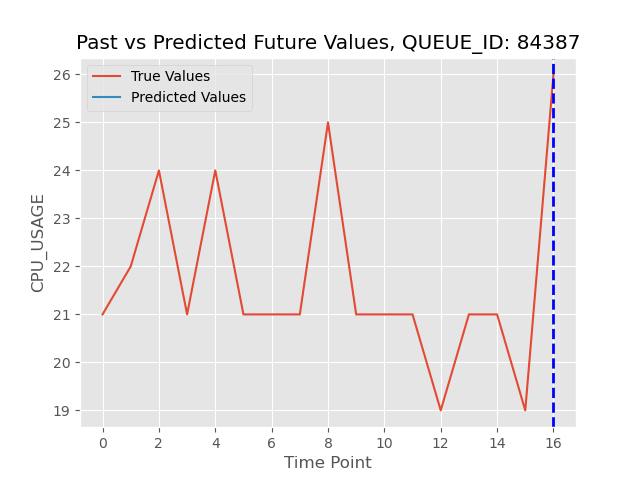 Past vs Predicted Future Values, QUEUE_ID: 84387
True Values
Predicted Values
CPU_USAGE
26
25
24
23
22
21
20
19
0 2 4 6 8 10 12 14 16
Time Point